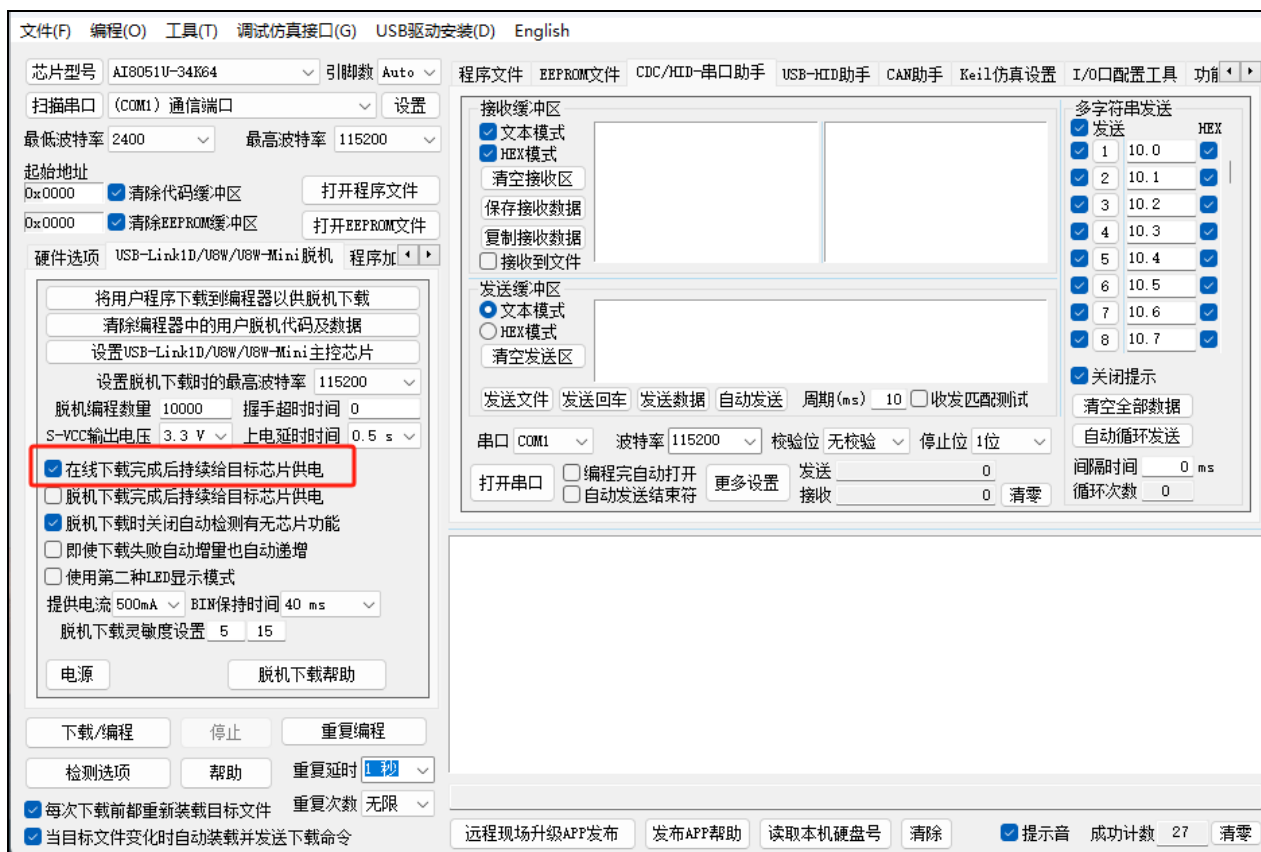 文件(F) 编程(O) 工具(T) 调试仿真接口(G) USB驱动安装(D) English
芯片型号 AI8051U-34K64 引脚数 Auto
扫描串口 (COM1) 通信端口 设置
最低波特率 2400 最高波特率 115200
起始地址
0x0000 清除代码缓冲区 打开程序文件
0x0000 清除EEPROM缓冲区 打开EEPROM文件
硬件选项 USB-Link1D/U8W/U8W-Mini脱机 程序加
将用户程序下载到编程器以供脱机下载
清除编程器中的用户脱机代码及数据
设置USB-Link1D/U8W/U8W-Mini主控芯片
设置脱机下载时的最高波特率 115200
脱机编程数量 10000 握手超时时间 0
S-VCC输出电压 3.3 V 上电延时时间 0.5 s
在线下载完成后持续给目标芯片供电
脱机下载完成后持续给目标芯片供电
脱机下载时关闭自动检测有无芯片功能
即使下载失败自动增量也自动递增
使用第二种LED显示模式
提供电流 500mA BIN保持时间 40 ms
脱机下载灵敏度设置 5 15
电源 脱机下载帮助
下载/编程 停止 重复编程
检测选项 帮助 重复延时 1 秒
每次下载前都重新装载目标文件 重复次数 无限
当目标文件变化时自动装载并发送下载命令
程序文件 EEPROM文件 CDC/HID-串口助手 USB-HID助手 CAN助手 Keil仿真设置 I/O口配置工具 功能
接收缓冲区
文本模式
HEX模式
清空接收区
保存接收数据
复制接收数据
接收到文件
发送缓冲区
文本模式
HEX模式
清空发送区
发送文件 发送回车 发送数据 自动发送 周期(ms) 10 收发匹配测试
串口 COM1 波特率 115200 校验位 无校验 停止位 1位
打开串口 编程完自动打开 更多设置 发送 0
自动发送结束符 接收 0 清零
多字符串发送
发送 HEX
1 10.0
2 10.1
3 10.2
4 10.3
5 10.4
6 10.5
7 10.6
8 10.7
关闭提示
清空全部数据
自动循环发送
间隔时间 0 ms
循环次数 0
远程现场升级APP发布 发布APP帮助 读取本机硬盘号 清除 提示音 成功计数 27 清零